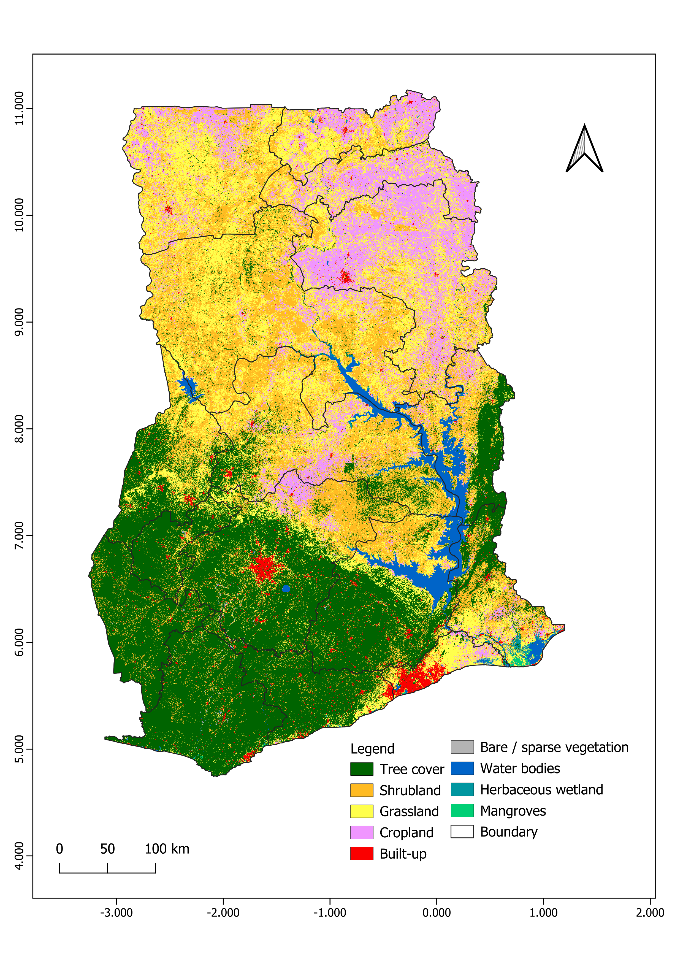 11.000
10.000
9.000
8.000
7.000
6.000
5.000
4.000
Legend
Tree cover
Shrubland
Grassland
Cropland
Built-up
Bare / sparse vegetation
Water bodies
Herbaceous wetland
Mangroves
Boundary
0 50 100 km
-3.000 -2.000 -1.000 0.000 1.000 2.000